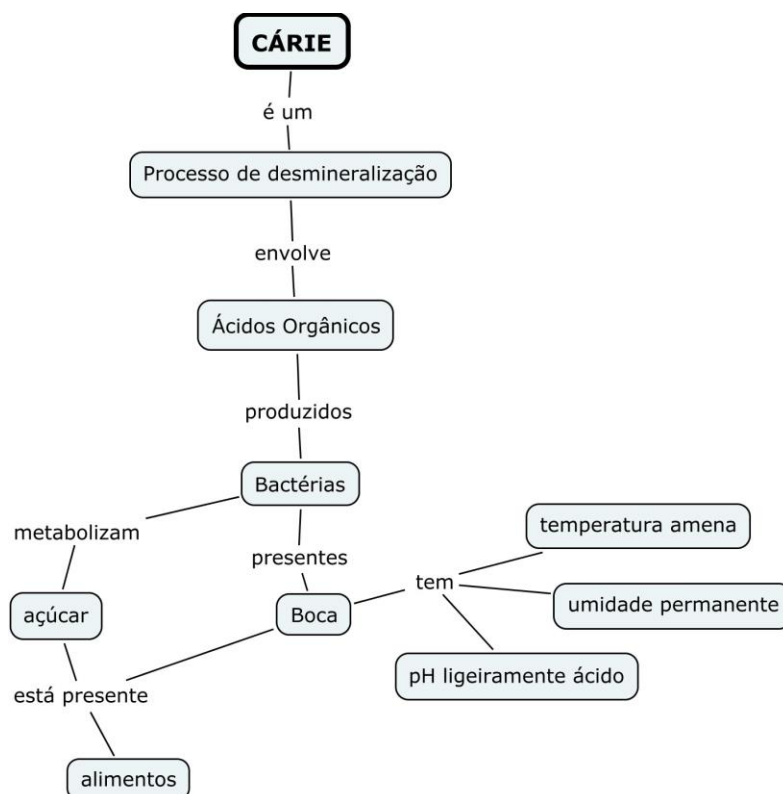 CÁRIE
é um
Processo de desmineralização
envolve
Ácidos Orgânicos
produzidos
Bactérias
metabolizam
presentes
temperatura amena
tem
açúcar
Boca
umidade permanente
está presente
pH ligeiramente ácido
alimentos